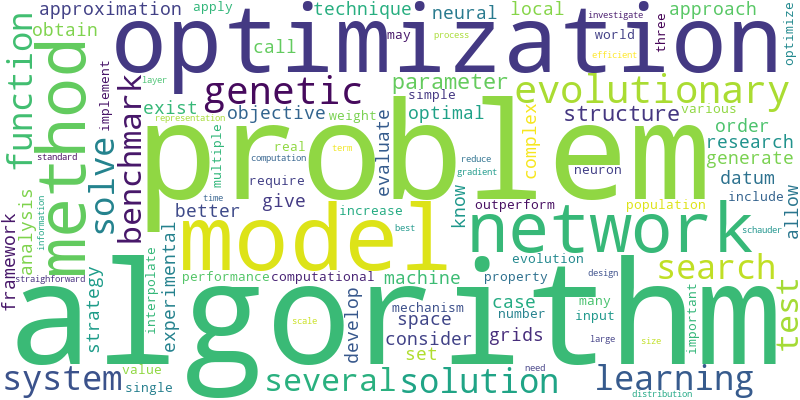 approximation
apply
technique
neural
local
approach
investigate
optimize
obtain
optimization
call
may
process
world
efficient
three
function
method
layer
implement
genetic
parameter
evolutionary
simple
various
benchmark
exist
representation
objective
weight
optimal
structure
order
research
generate
solve
standard
multiple
problem
real
computation
term
evaluate
complex
reduce
gradient
neuron
datum
require
include
analysis
information
time
better
give
know
outperform
population
allow
framework
experimental
increase
best
model
network
schauder
straighforward
strategy
interpolate
evolution
search
performance
computational
machine
property
design
test
algorithm
develop
mechanism
case
many
important
space
number
input
scale
consider
grids
large
size
set
system
value
single
several
solution
need
learning
distribution